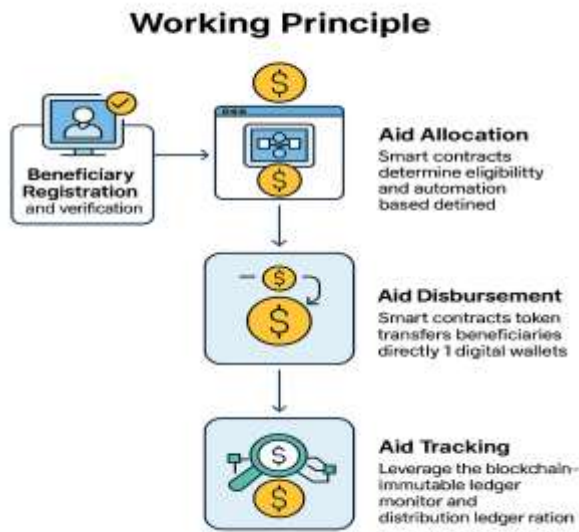 Working Principle
Beneficiary
Registration
and verification
Aid Allocation
Smart contracts
determine eligibilitty
and automation
based detined
Aid Disbursement
Smart contracts token
transfers beneficiaries
directly 1 digital wallets
Aid Tracking
Leverage the blockchain-
immutable ledger
monitor and
distribution ledger ration